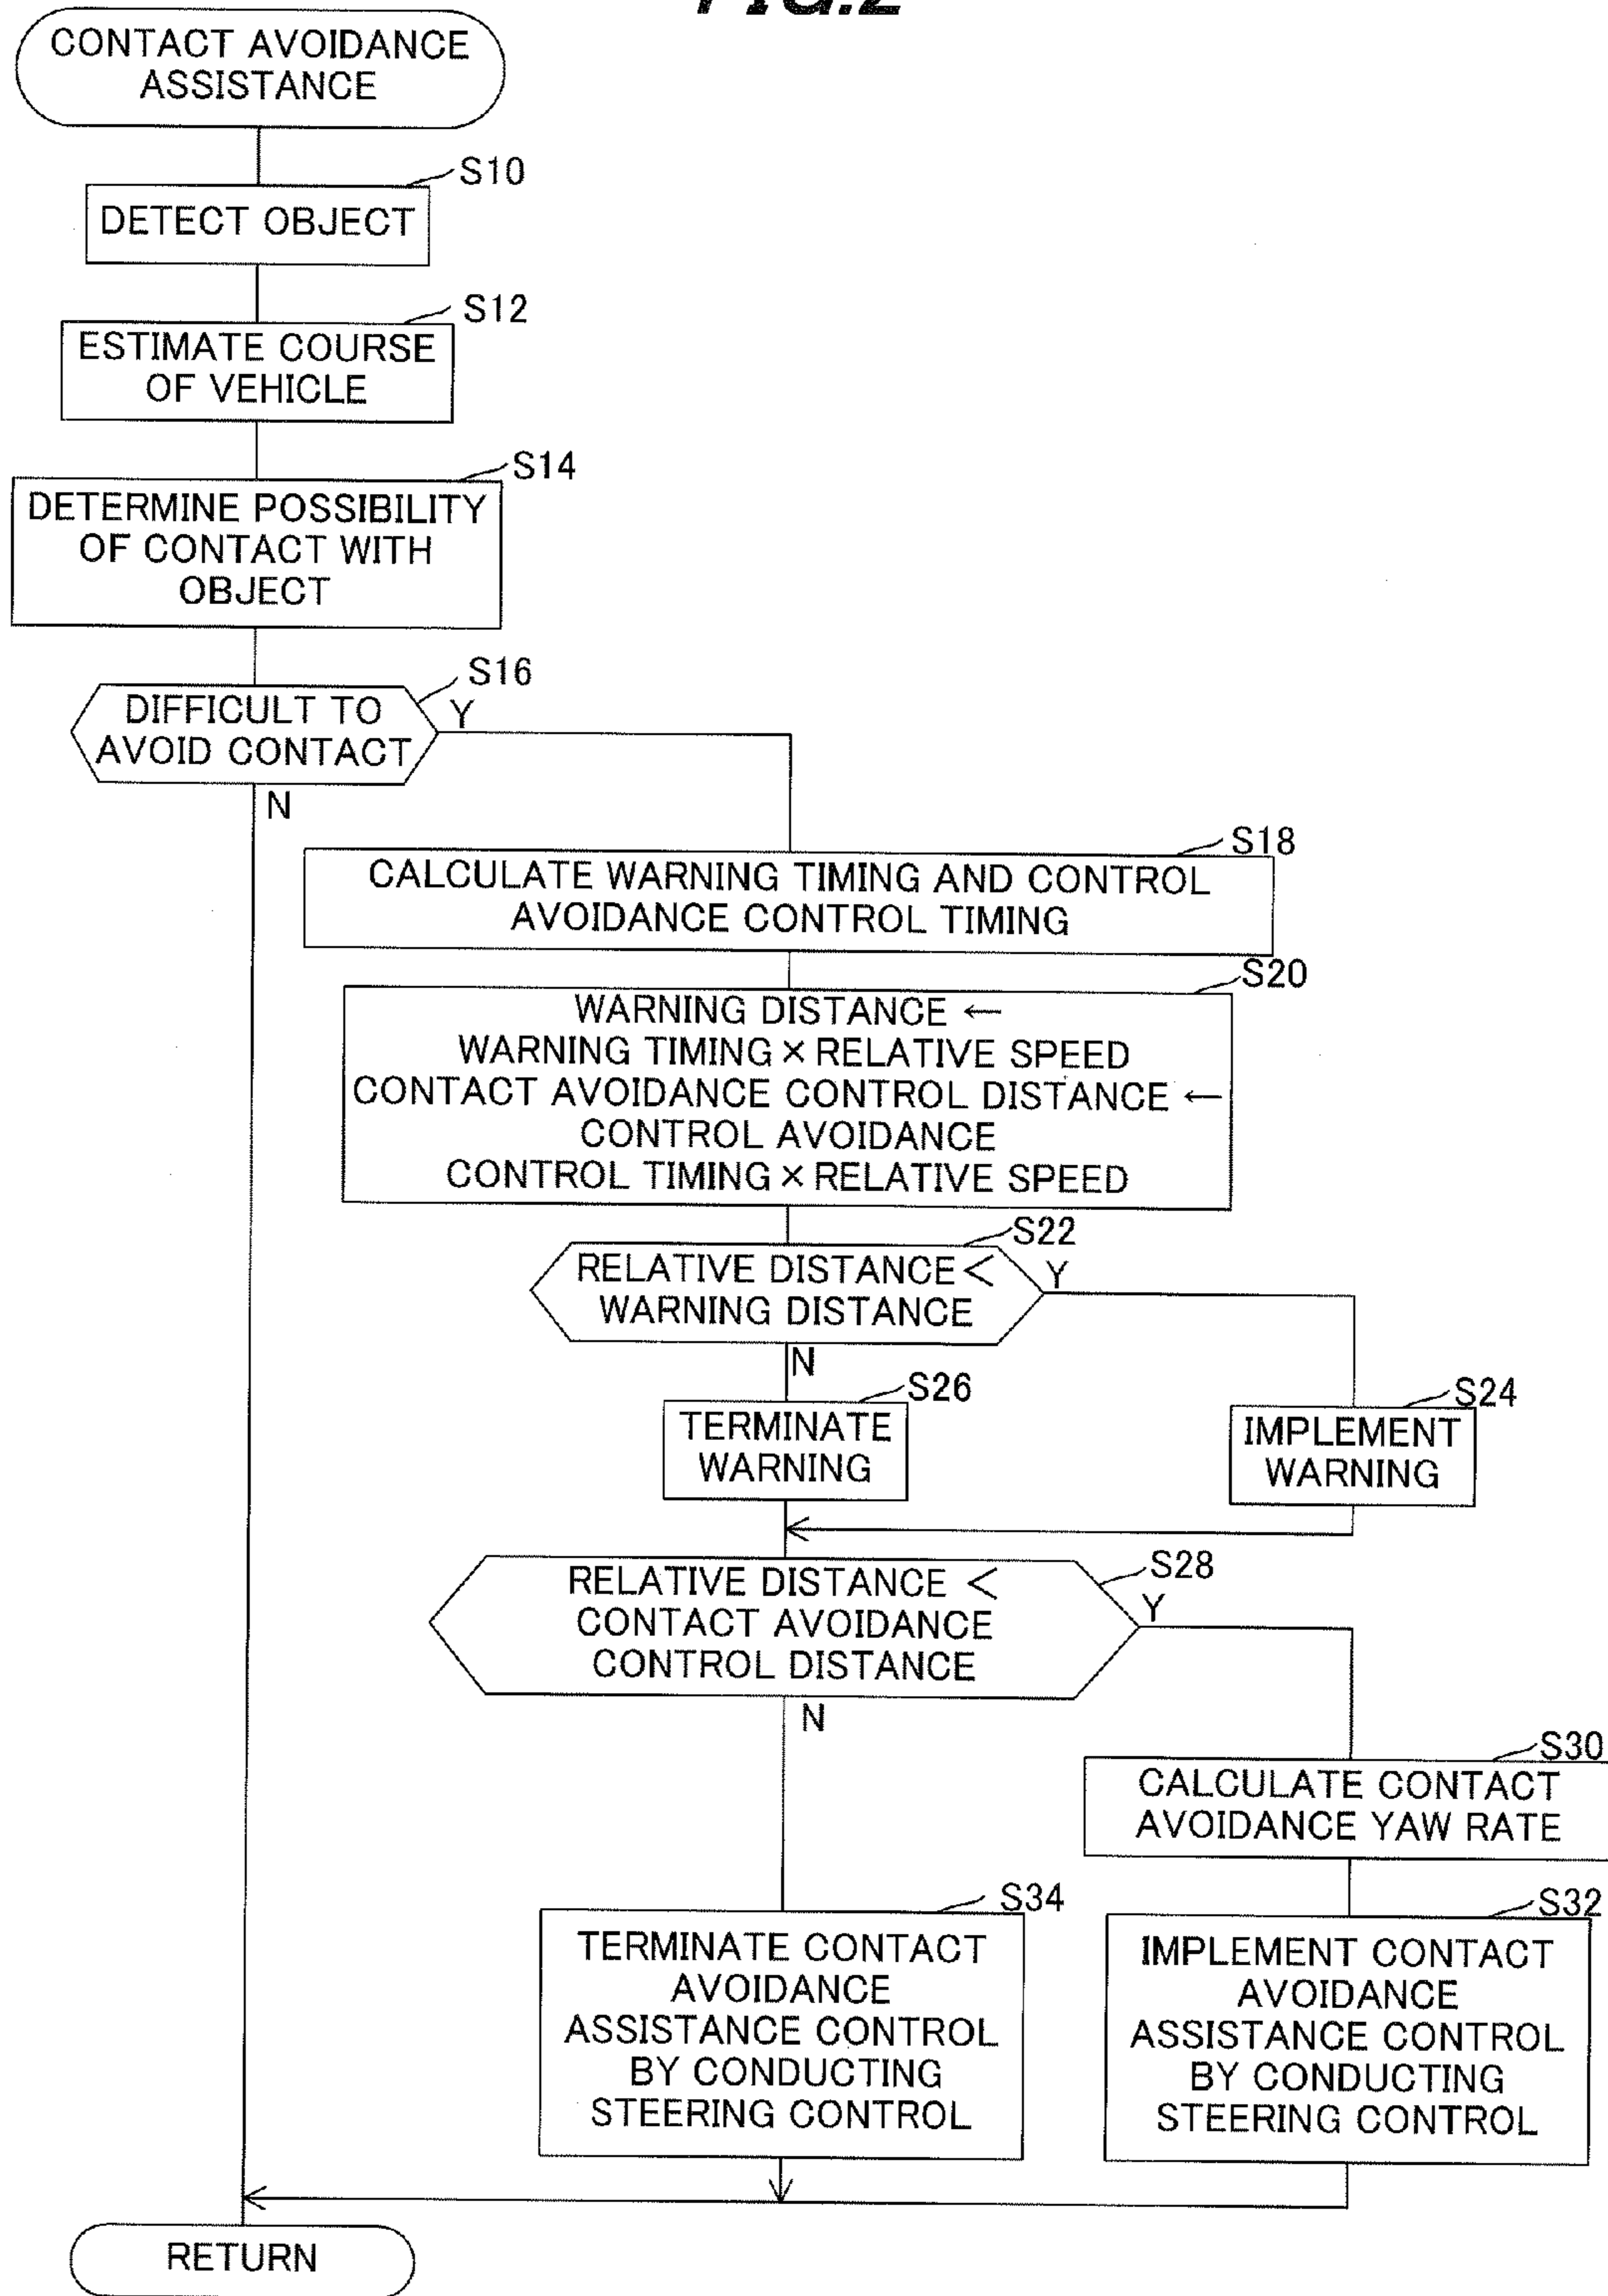 FIG.2
CONTACT AVOIDANCE
ASSISTANCE
S10
DETECT OBJECT
S12
ESTIMATE COURSE
OF VEHICLE
S14
DETERMINE POSSIBILITY
OF CONTACT WITH
OBJECT
S16
DIFFICULT TO
AVOID CONTACT
Y
N
S18
CALCULATE WARNING TIMING AND CONTROL
AVOIDANCE CONTROL TIMING
S20
WARNING DISTANCE ←
WARNING TIMING × RELATIVE SPEED
CONTACT AVOIDANCE CONTROL DISTANCE ←
CONTROL AVOIDANCE
CONTROL TIMING × RELATIVE SPEED
S22
RELATIVE DISTANCE <
WARNING DISTANCE
Y
N
S26
TERMINATE
WARNING
S24
IMPLEMENT
WARNING
S28
RELATIVE DISTANCE <
CONTACT AVOIDANCE
CONTROL DISTANCE
Y
N
S30
CALCULATE CONTACT
AVOIDANCE YAW RATE
S34
TERMINATE CONTACT
AVOIDANCE
ASSISTANCE CONTROL
BY CONDUCTING
STEERING CONTROL
S32
IMPLEMENT CONTACT
AVOIDANCE
ASSISTANCE CONTROL
BY CONDUCTING
STEERING CONTROL
RETURN